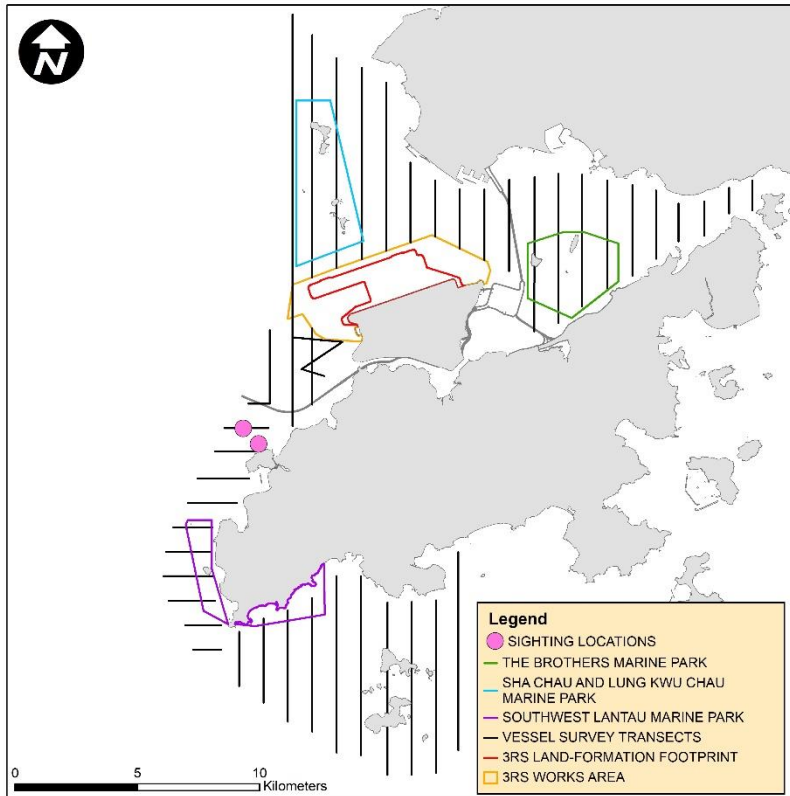 N
Legend
SIGHTING LOCATIONS
THE BROTHERS MARINE PARK
SHA CHAU AND LUNG KWU CHAU
MARINE PARK
SOUTHWEST LANTAU MARINE PARK
VESSEL SURVEY TRANSECTS
3RS LAND-FORMATION FOOTPRINT
3RS WORKS AREA
0 5 10
Kilometers